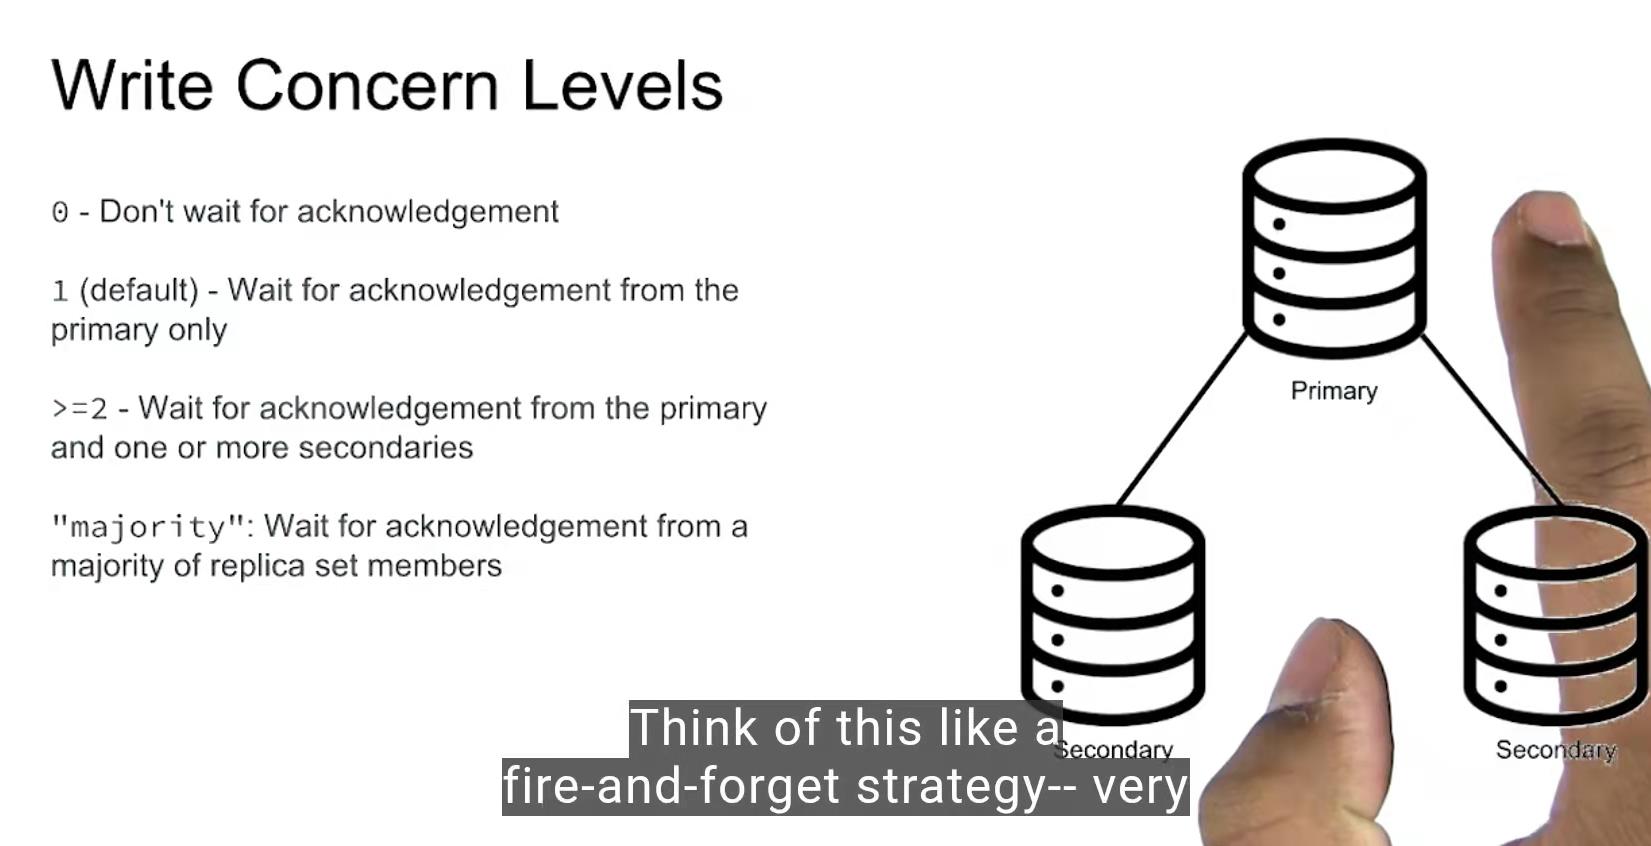 Write Concern Levels
0 - Don't wait for acknowledgement
1 (default) - Wait for acknowledgement from the
primary only
>=2 - Wait for acknowledgement from the primary
and one or more secondaries
"majority": Wait for acknowledgement from a
majority of replica set members
Primary
Secondary
Secondary
Think of this like a
fire-and-forget strategy-- very